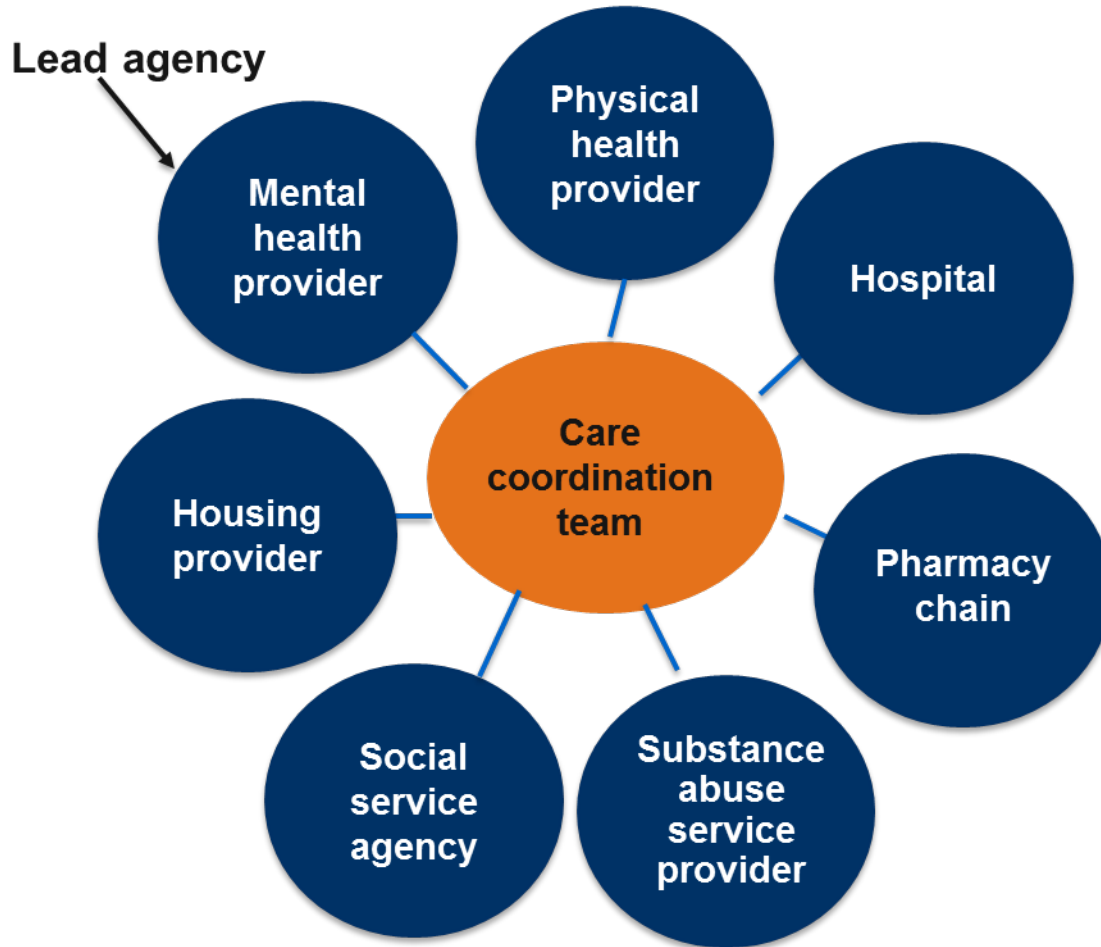 Lead agency
Physical
health
provider
Mental
health
provider
Hospital
Care
coordination
team
Housing
provider
Pharmacy
chain
Social
service
agency
Substance
abuse
service
provider